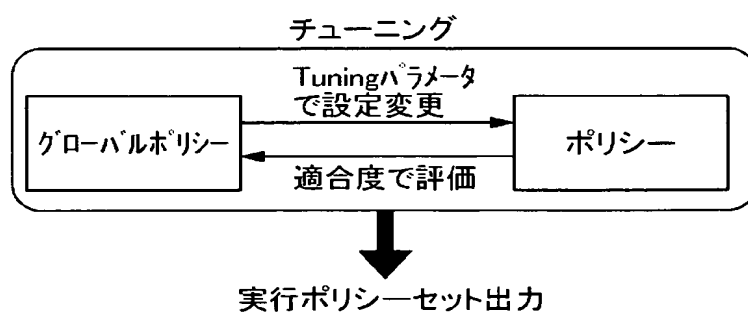 チューニング
Tuningパラメータ
で設定変更
グローバルポリシー
ポリシー
適合度で評価
実行ポリシーセット出力